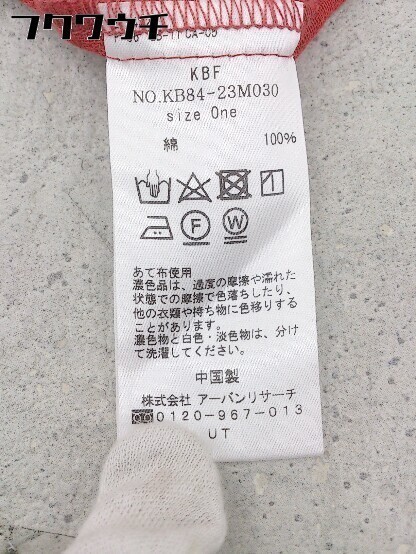 フクウクチ
KBF
NO.KB84-23M030
size One
綿 100%
F W
あて布使用
濃色品は、過度の摩擦や濡れた
状態での摩擦で色落ちしたり、
他の衣類や持ち物に色移りする
ことがあります。
濃色物と白色・淡色物は、分け
て洗濯してください。
中国製
株式会社 アーバンリサーチ
0120-967-013
UT